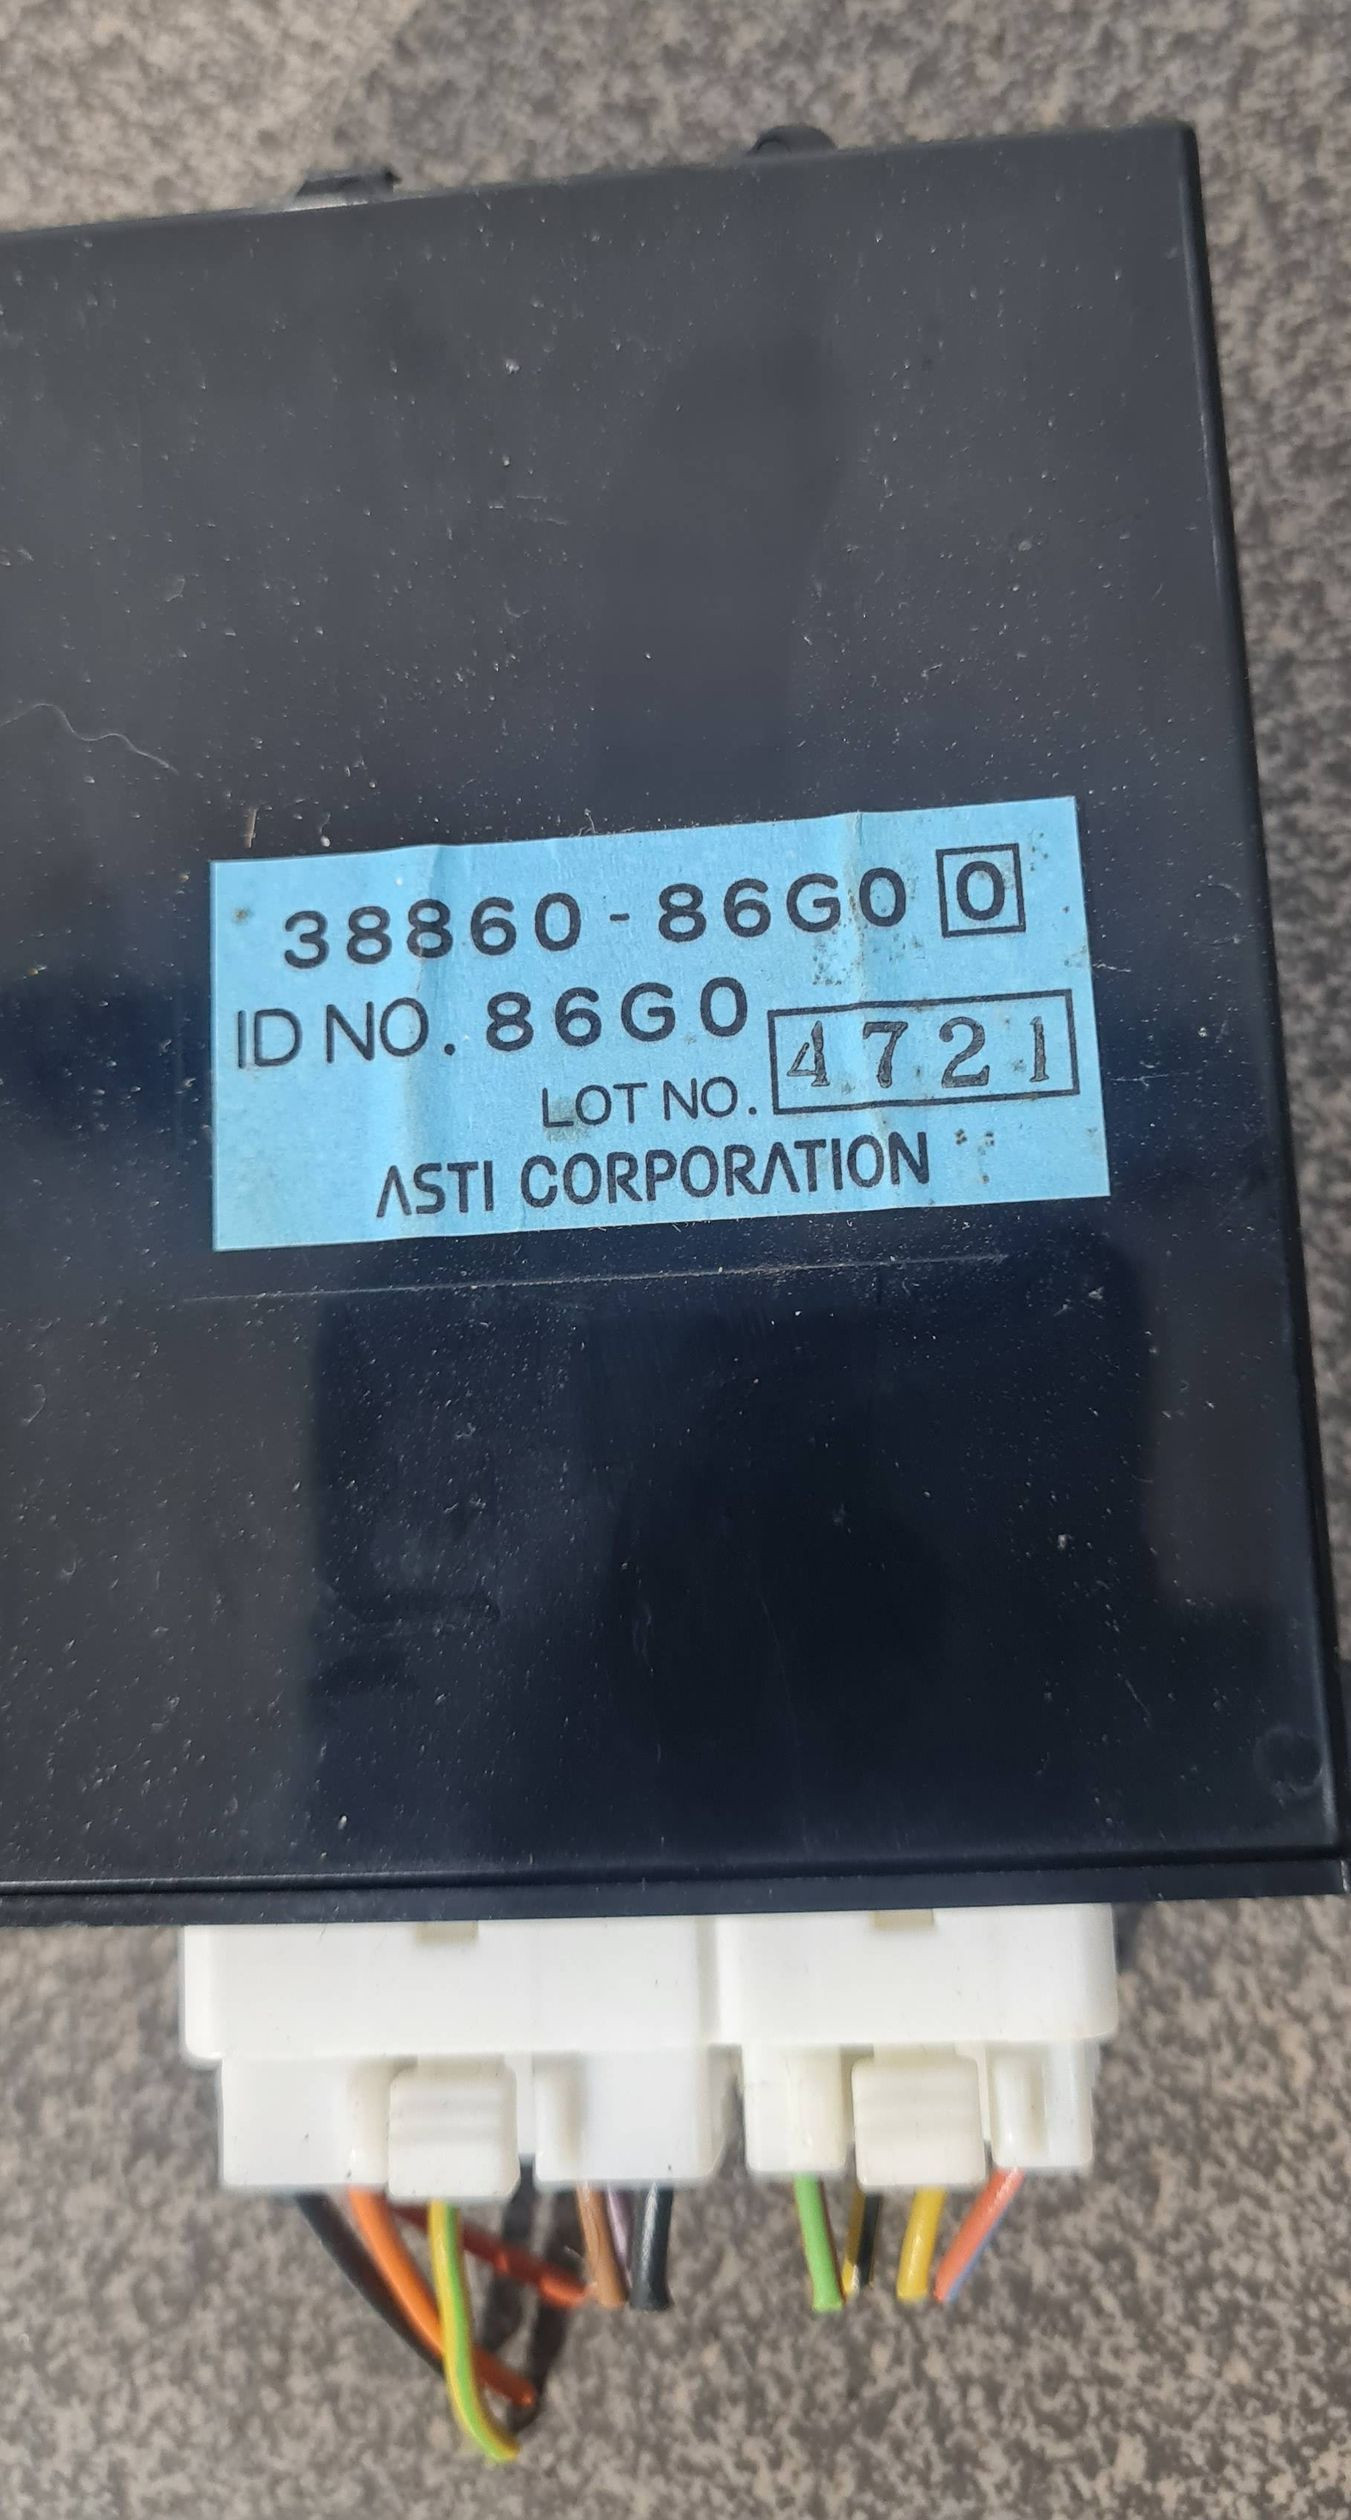 38860-86G0 0
ID NO. 86G0
LOT NO. 4721
ASTI CORPORATION